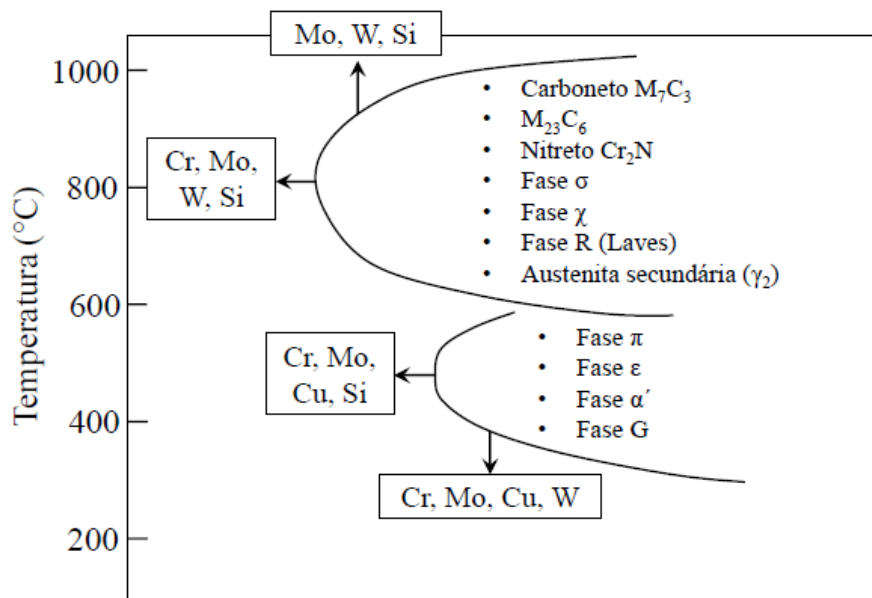 Mo, W, Si
1000
800
600
400
200
Temperatura (°C)
Cr, Mo,
W, Si
• Carboneto M₇C₃
• M₂₃C₆
• Nitreto Cr₂N
• Fase σ
• Fase χ
• Fase R (Laves)
• Austenita secundária (γ₂)
Cr, Mo,
Cu, Si
• Fase π
• Fase ε
• Fase α´
• Fase G
Cr, Mo, Cu, W